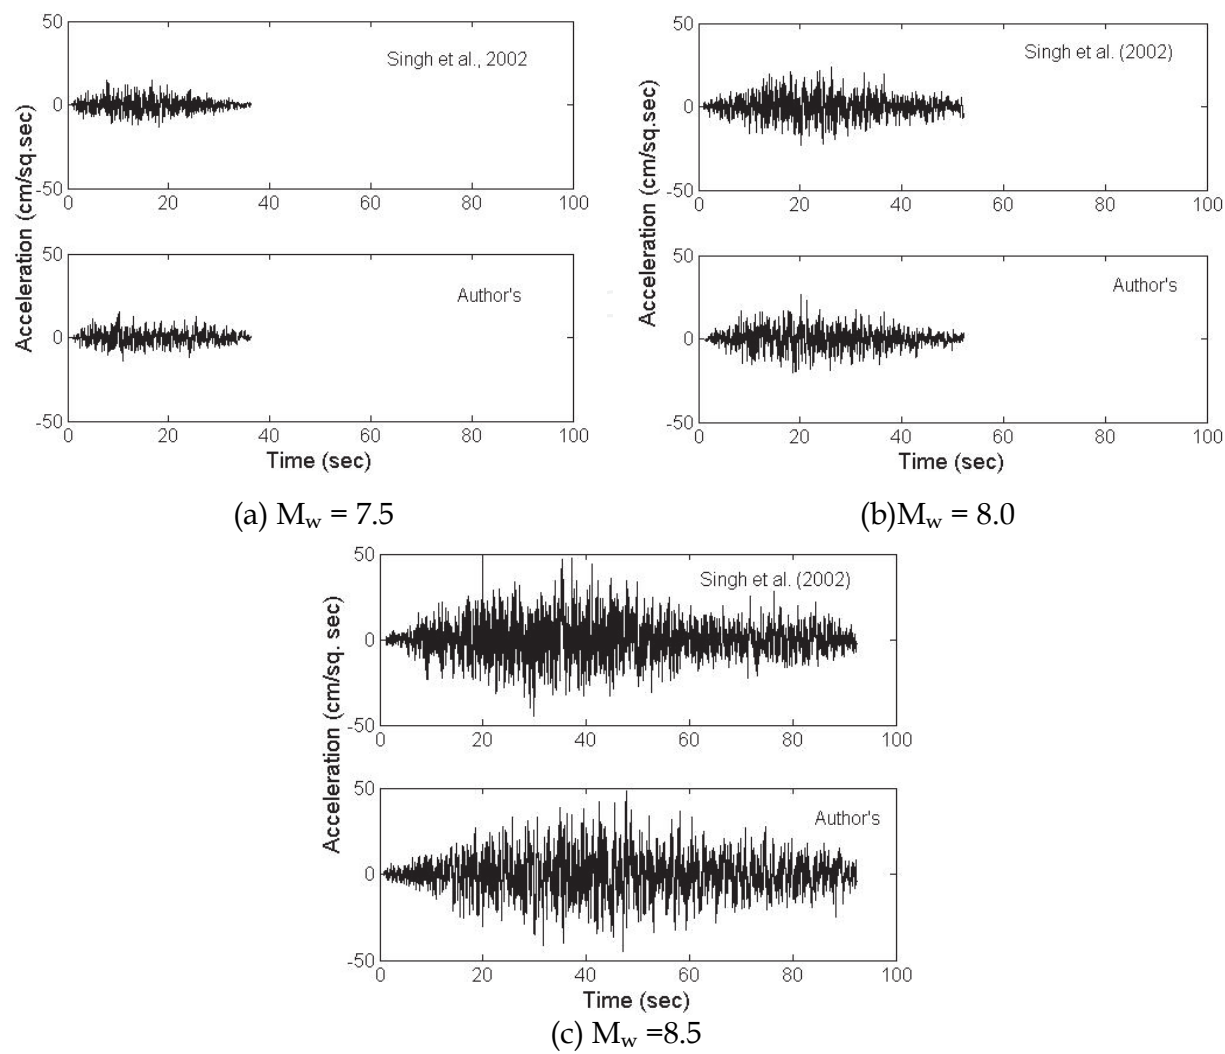 50
Singh et al., 2002
0
-50
0 20 40 60 80 100
50
Author's
0
-50
0 20 40 60 80 100
Time (sec)
Acceleration (cm/sq.sec)
(a) Mw = 7.5
50
Singh et al. (2002)
0
-50
0 20 40 60 80 100
50
Author's
0
-50
0 20 40 60 80 100
Time (sec)
Acceleration (cm/sq.sec)
(b)Mw = 8.0
50
Singh et al. (2002)
0
-50
0 20 40 60 80 100
50
Author's
0
-50
0 20 40 60 80 100
Time (sec)
Acceleration (cm/sq. sec)
(c) Mw =8.5